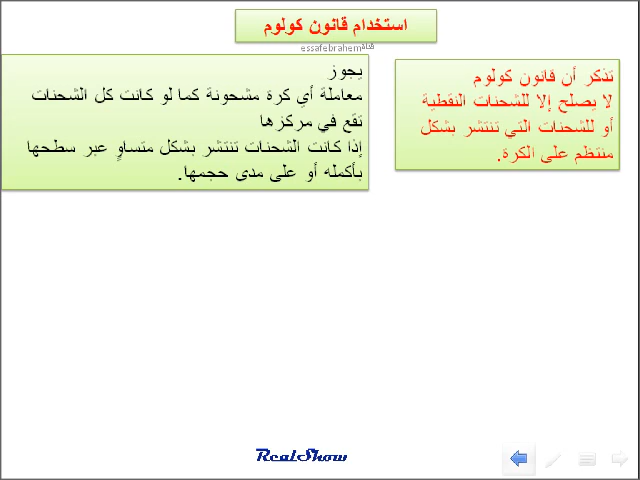 استخدام قانون كولوم
قناةessafebrahem
تذكر أن قانون كولوم
لا يصلح إلا للشحنات النقطية
أو للشحنات التي تنتشر بشكل
منتظم على الكرة.
يجوز
معاملة أي كرة مشحونة كما لو كانت كل الشحنات
تقع في مركزها
إذا كانت الشحنات تنتشر بشكل متساوٍ عبر سطحها
بأكمله أو على مدى حجمها.
RealShow